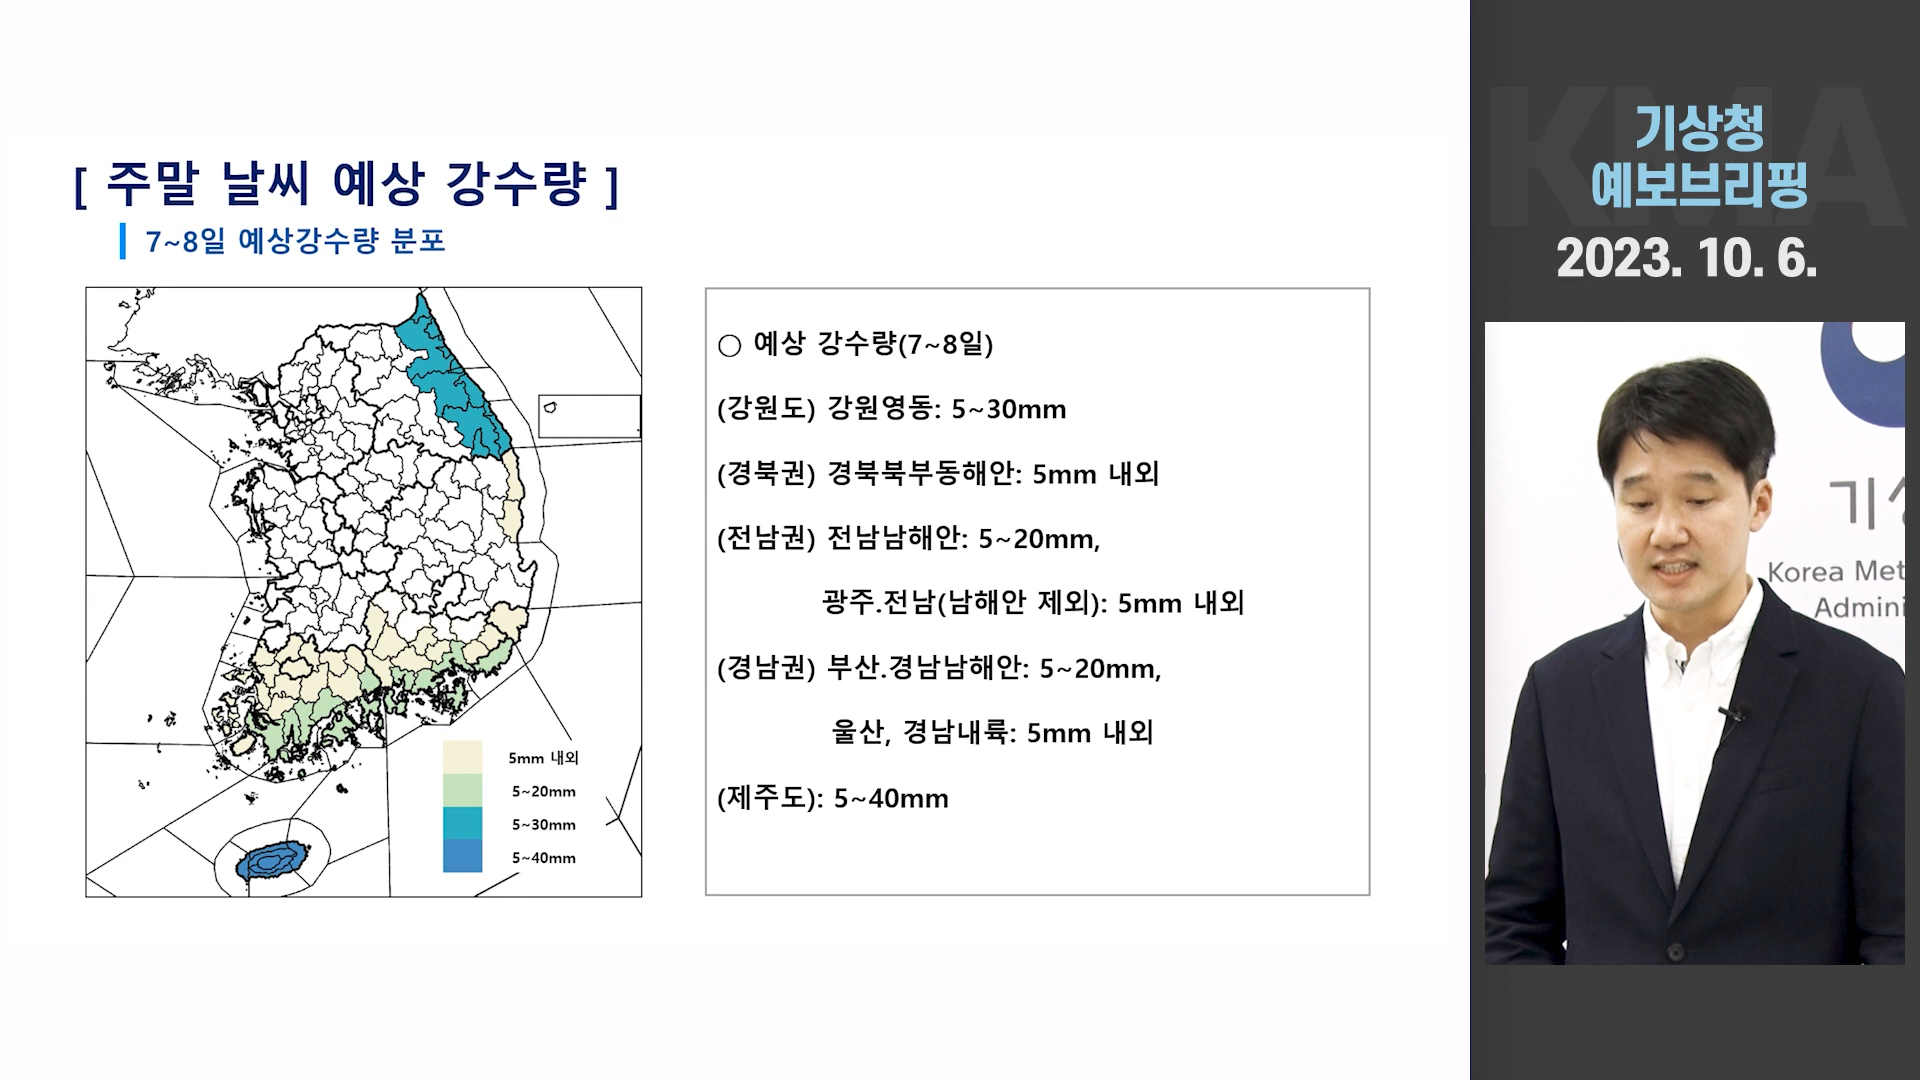 [ 주말 날씨 예상 강수량 ]
7~8일 예상강수량 분포
5mm 내외
5~20mm
5~30mm
5~40mm
○ 예상 강수량(7~8일)
(강원도) 강원영동: 5~30mm
(경북권) 경북북부동해안: 5mm 내외
(전남권) 전남남해안: 5~20mm,
광주.전남(남해안 제외): 5mm 내외
(경남권) 부산.경남남해안: 5~20mm,
울산, 경남내륙: 5mm 내외
(제주도): 5~40mm
KMA
기상청
예보브리핑
2023. 10. 6.
기상
Korea Met
Admini